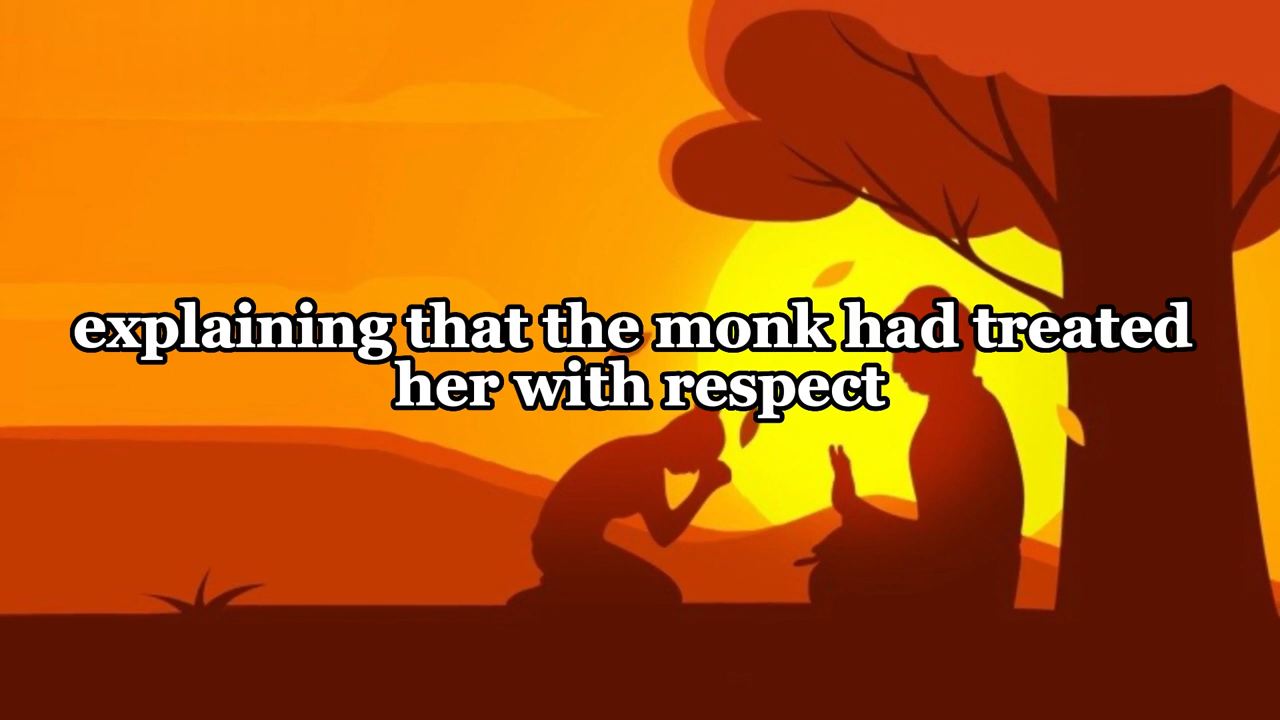 explaining that the monk had treated
her with respect